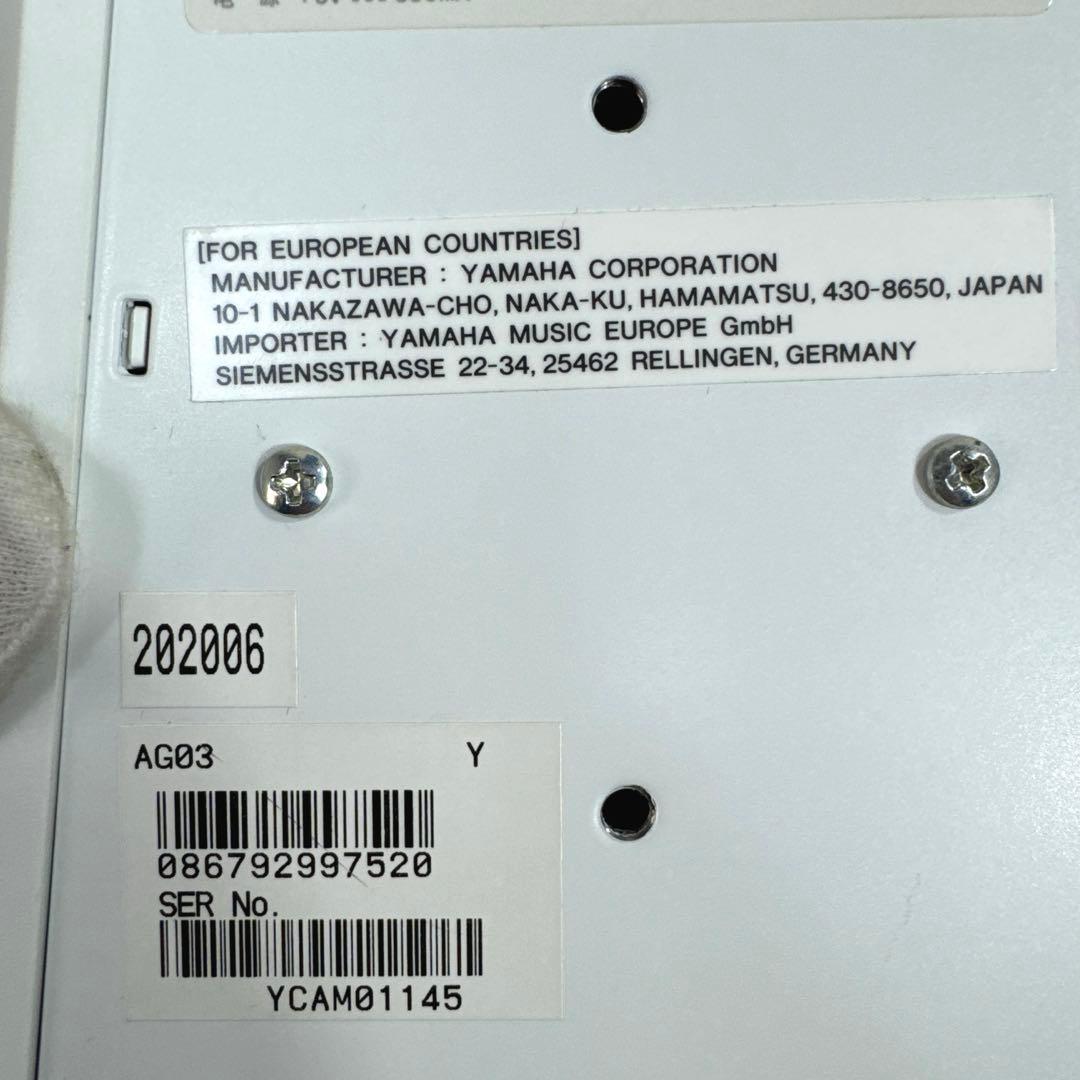 [FOR EUROPEAN COUNTRIES]
MANUFACTURER : YAMAHA CORPORATION
10-1 NAKAZAWA-CHO, NAKA-KU, HAMAMATSU, 430-8650, JAPAN
IMPORTER : YAMAHA MUSIC EUROPE GmbH
SIEMENSSTRASSE 22-34, 25462 RELLINGEN, GERMANY
202006
AG03 Y
086792997520
SER No.
YCAM01145